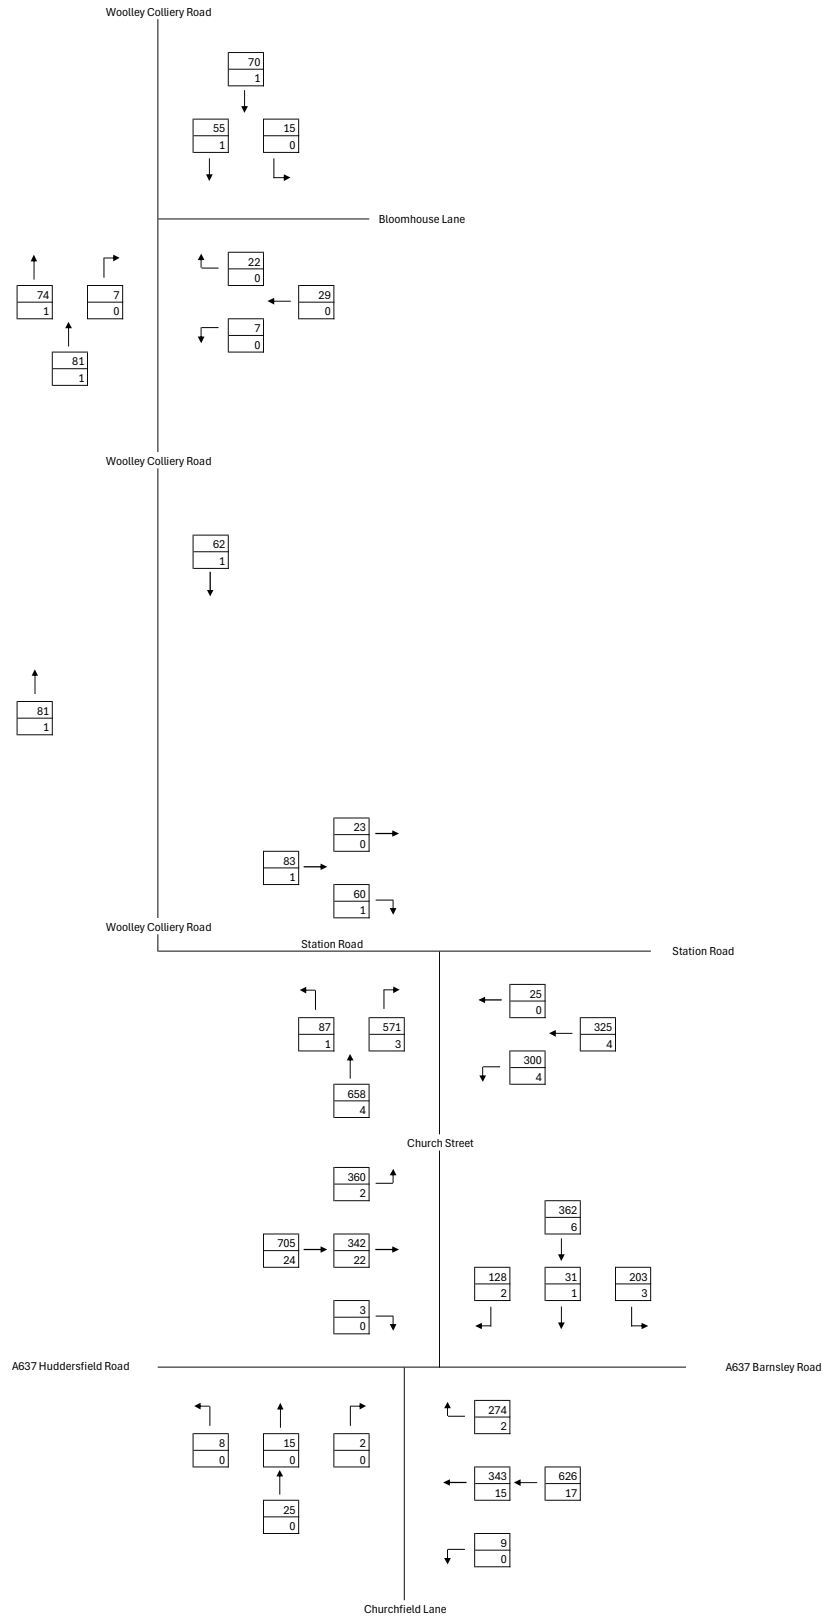 Woolley Colliery Road
70
1
55 15
1 0
Bloomhouse Lane
22
0
74 7 29
1 0 0
7
0
81
1
Woolley Colliery Road
62
1
81
1
23
0
83
1
60
1
Woolley Colliery Road
Station Road
Station Road
25
0
87 571 325
1 3 4
300
4
658
4
Church Street
360
2
362
6
705 342
24 22
128 31 203
2 1 3
3
0
A637 Huddersfield Road A637 Barnsley Road
274
2
8 15 2
0 0 0
343 626
15 17
25
0
9
0
Churchfield Lane